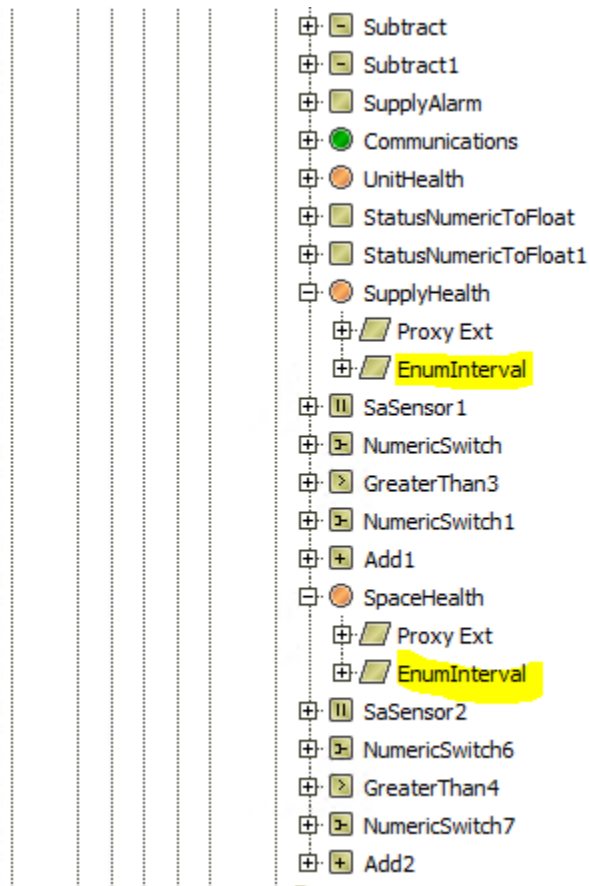 Subtract
Subtract1
SupplyAlarm
Communications
UnitHealth
StatusNumericToFloat
StatusNumericToFloat1
SupplyHealth
Proxy Ext
EnumInterval
SaSensor1
NumericSwitch
GreaterThan3
NumericSwitch1
Add1
SpaceHealth
Proxy Ext
EnumInterval
SaSensor2
NumericSwitch6
GreaterThan4
NumericSwitch7
Add2